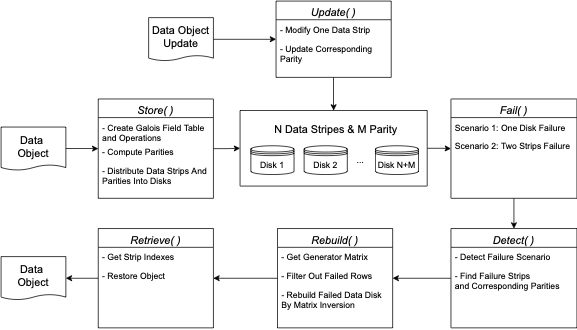 Update( )
- Modify One Data Strip
- Update Corresponding
Parity
Data Object
Update
Store( )
- Create Galois Field Table
and Operations
- Compute Parities
- Distribute Data Strips And
Parities Into Disks
Data
Object
N Data Stripes & M Parity
Disk 1
Disk 2
...
Disk N+M
Fail( )
Scenario 1: One Disk Failure
Scenario 2: Two Strips Failure
Data
Object
Retrieve( )
- Get Strip Indexes
- Restore Object
Rebuild( )
- Get Generator Matrix
- Filter Out Failed Rows
- Rebuild Failed Data Disk
By Matrix Inversion
Detect( )
- Detect Failure Scenario
- Find Failure Strips
and Corresponding Parities